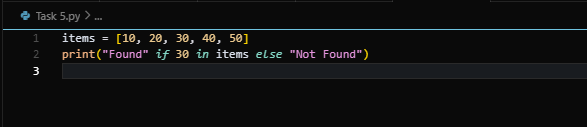 Task 5.py > ...
1 items = [10, 20, 30, 40, 50]
2 print("Found" if 30 in items else "Not Found")
3